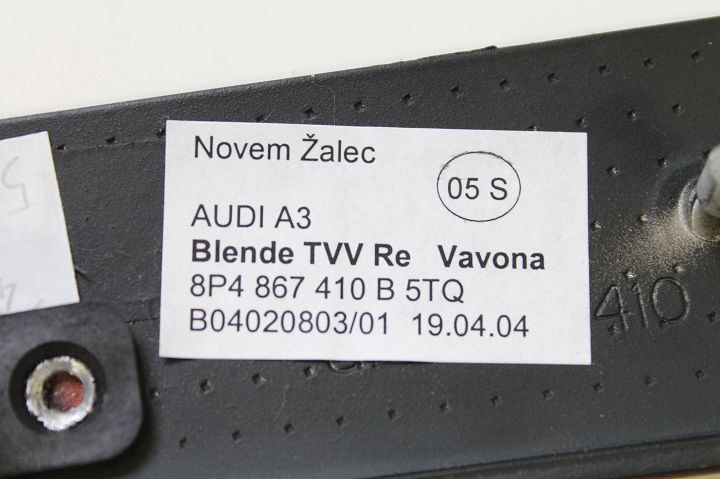 Novem Žalec
05 S
AUDI A3
Blende TVV Re Vavona
8P4 867 410 B 5TQ
B04020803/01 19.04.04
410